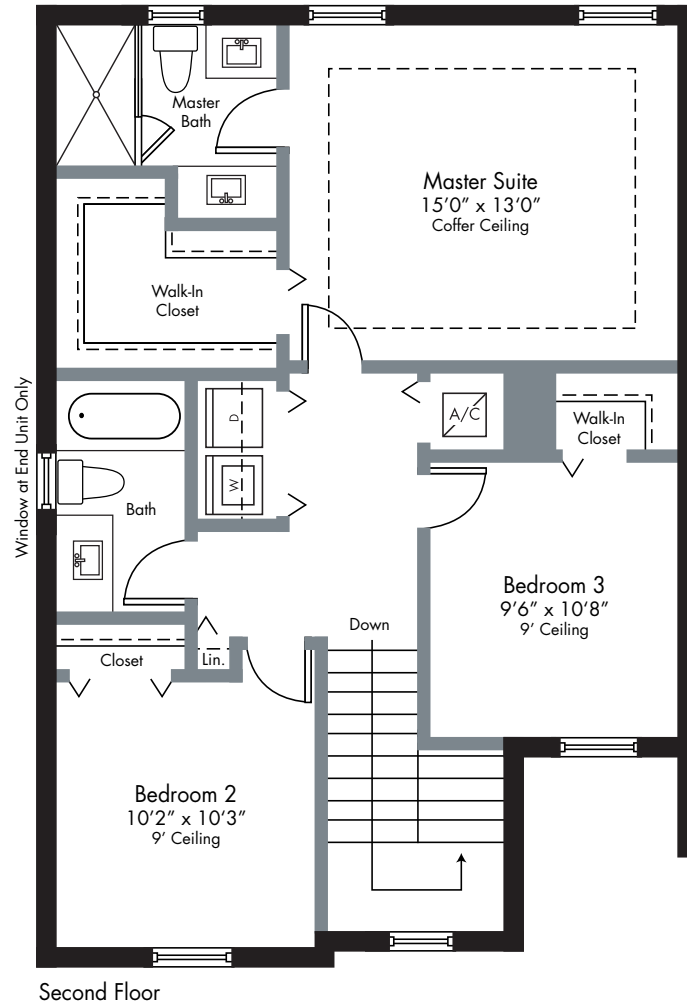 Master
Bath
Master Suite
15'0” x 13'0”
Coffer Ceiling
Walk-In
Closet
Window at End Unit Only
D
W
A/C
Walk-In
Closet
Bath
Bedroom 3
9'6” x 10'8”
9' Ceiling
Down
Closet
Lin.
Bedroom 2
10'2” x 10'3”
9' Ceiling
Second Floor